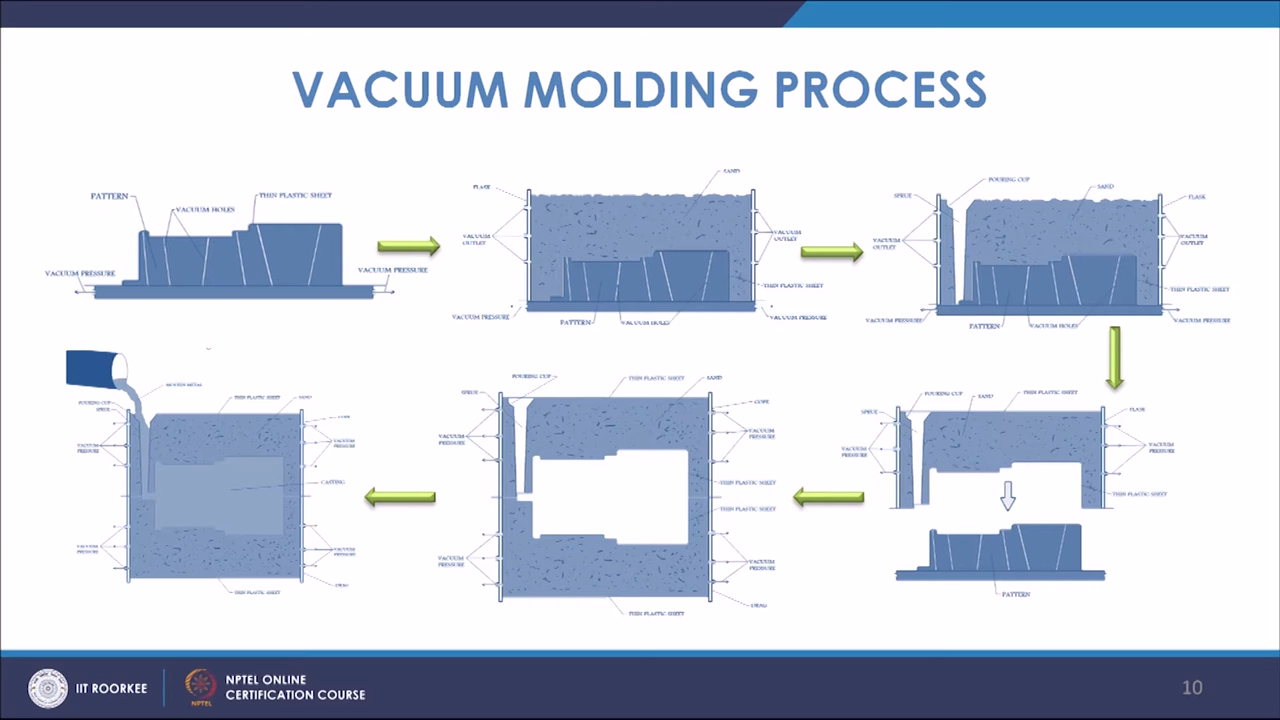 VACUUM MOLDING PROCESS
PATTERN
THIN PLASTIC SHEET
VACUUM HOLES
VACUUM PRESSURE
VACUUM PRESSURE
SAND
FLASK
VACUUM
OUTLET
VACUUM
OUTLET
THIN PLASTIC SHEET
VACUUM PRESSURE
PATTERN
VACUUM HOLES
VACUUM PRESSURE
POURING CUP
SPRUE
SAND
FLASK
VACUUM
OUTLET
VACUUM
OUTLET
THIN PLASTIC SHEET
VACUUM PRESSURE
PATTERN
VACUUM HOLES
VACUUM PRESSURE
POURING CUP
SAND
THIN PLASTIC SHEET
SPRUE
FLASK
VACUUM
PRESSURE
VACUUM
PRESSURE
THIN PLASTIC SHEET
PATTERN
POURING CUP
THIN PLASTIC SHEET
SAND
SPRUE
COPE
VACUUM
PRESSURE
VACUUM
PRESSURE
THIN PLASTIC SHEET
THIN PLASTIC SHEET
VACUUM
PRESSURE
VACUUM
PRESSURE
DRAG
THIN PLASTIC SHEET
MOLTEN METAL
POURING CUP
SPRUE
THIN PLASTIC SHEET
SAND
COPE
VACUUM
PRESSURE
VACUUM
PRESSURE
CASTING
VACUUM
PRESSURE
VACUUM
PRESSURE
DRAG
THIN PLASTIC SHEET
IIT ROORKEE
NPTEL
NPTEL ONLINE
CERTIFICATION COURSE
10